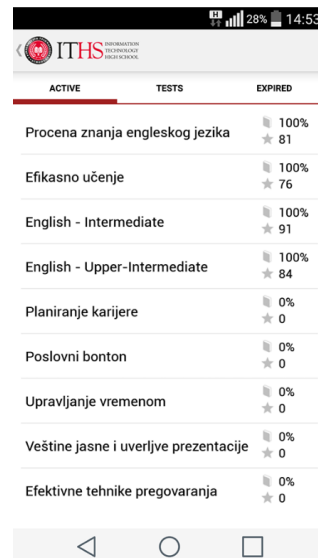 H 28% 14:53
ITHS INFORMATION
TECHNOLOGY
HIGH SCHOOL
ACTIVE TESTS EXPIRED
Procena znanja engleskog jezika 100%
81
Efikasno učenje 100%
76
English - Intermediate 100%
91
English - Upper-Intermediate 100%
84
Planiranje karijere 0%
0
Poslovni bonton 0%
0
Upravljanje vremenom 0%
0
Veštine jasne i uverljve prezentacije 0%
0
Efektivne tehnike pregovaranja 0%
0